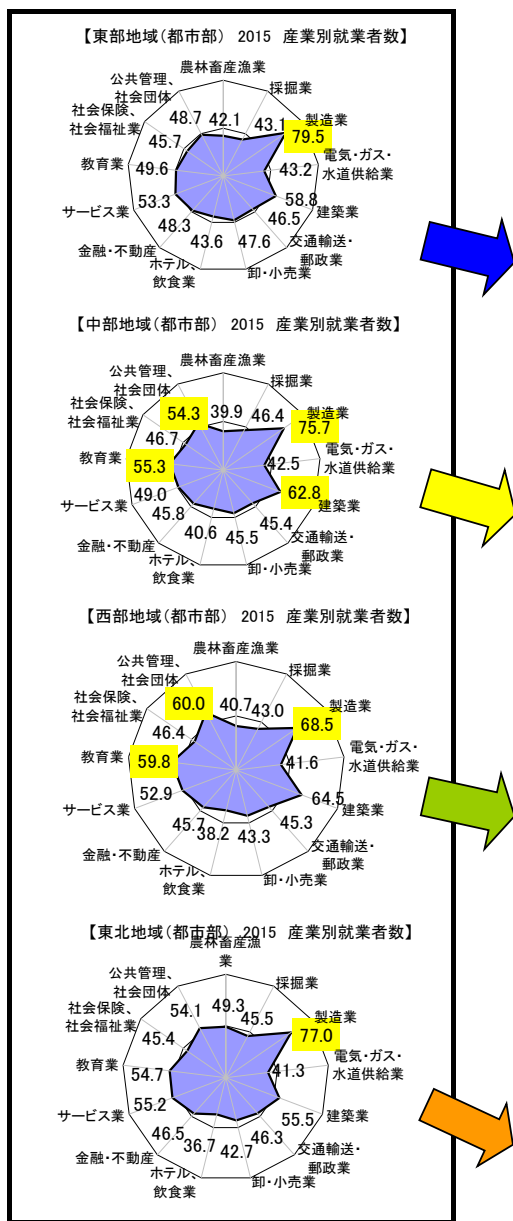 【東部地域(都市部) 2015 産業別就業者数】
農林畜産漁業
採掘業
製造業
電気・ガス・
水道供給業
建築業
交通輸送・
郵政業
卸・小売業
ホテル、
飲食業
金融・不動産
サービス業
教育業
社会保険、
社会福祉業
公共管理、
社会団体
42.1
43.1
79.5
43.2
58.8
46.5
47.6
43.6
48.3
53.3
49.6
45.7
48.7
【中部地域(都市部) 2015 産業別就業者数】
農林畜産漁業
採掘業
製造業
電気・ガス・
水道供給業
建築業
交通輸送・
郵政業
卸・小売業
ホテル、
飲食業
金融・不動産
サービス業
教育業
社会保険、
社会福祉業
公共管理、
社会団体
39.9
46.4
75.7
42.5
62.8
45.4
45.5
40.6
45.8
49.0
55.3
46.7
54.3
【西部地域(都市部) 2015 産業別就業者数】
農林畜産漁業
採掘業
製造業
電気・ガス・
水道供給業
建築業
交通輸送・
郵政業
卸・小売業
ホテル、
飲食業
金融・不動産
サービス業
教育業
社会保険、
社会福祉業
公共管理、
社会団体
40.7
43.0
68.5
41.6
64.5
45.3
43.3
38.2
45.7
52.9
59.8
46.4
60.0
【東北地域(都市部) 2015 産業別就業者数】
農林畜産漁
業
採掘業
製造業
電気・ガス・
水道供給業
建築業
交通輸送・
郵政業
卸・小売業
ホテル、
飲食業
金融・不動産
サービス業
教育業
社会保険、
社会福祉業
公共管理、
社会団体
49.3
45.5
77.0
41.3
55.5
46.3
42.7
36.7
46.5
55.2
54.7
45.4
54.1